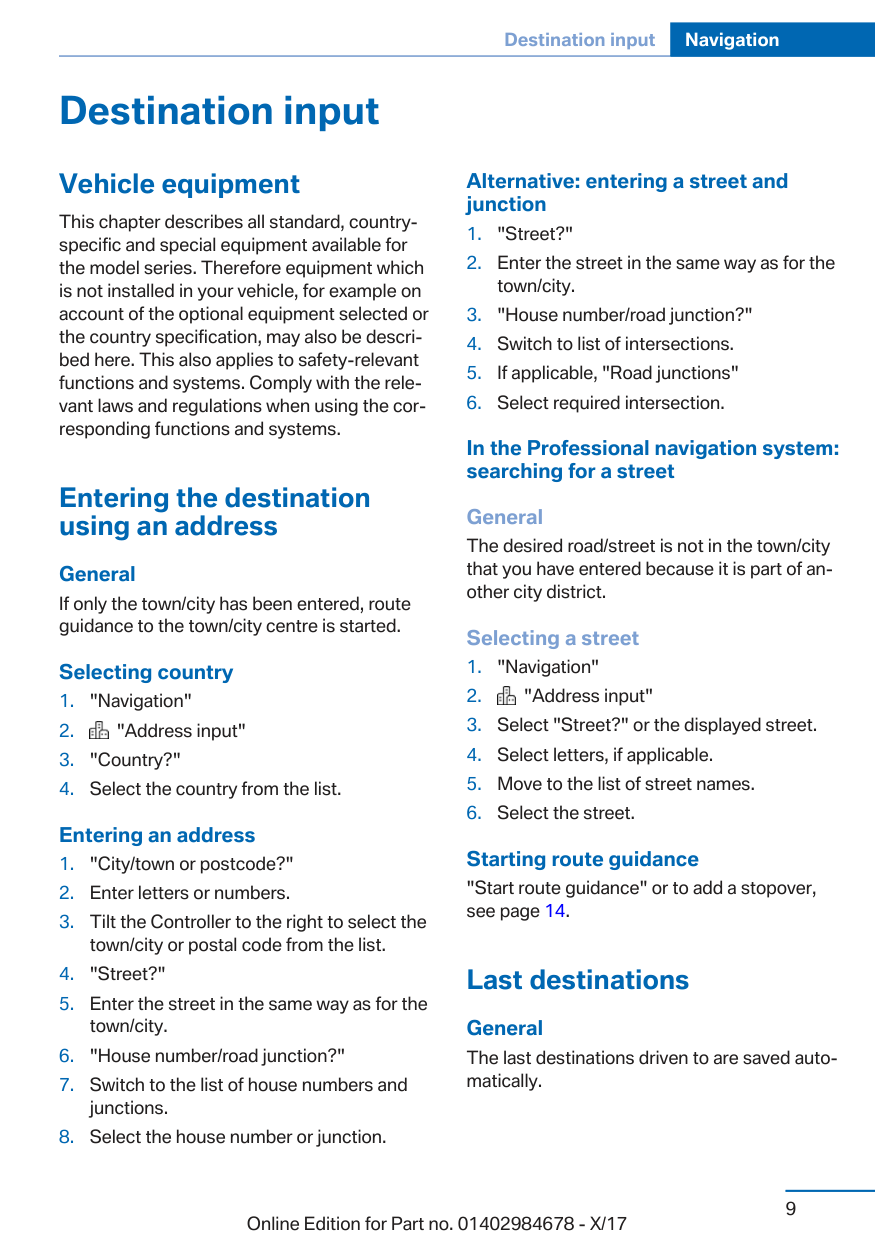 Destination input
Navigation
Destination input
Vehicle equipment
This chapter describes all standard, country-
specific and special equipment available for
the model series. Therefore equipment which
is not installed in your vehicle, for example on
account of the optional equipment selected or
the country specification, may also be descri-
bed here. This also applies to safety-relevant
functions and systems. Comply with the rele-
vant laws and regulations when using the cor-
responding functions and systems.
Entering the destination
using an address
General
If only the town/city has been entered, route
guidance to the town/city centre is started.
Selecting country
1. "Navigation"
2. "Address input"
3. "Country?"
4. Select the country from the list.
Entering an address
1. "City/town or postcode?"
2. Enter letters or numbers.
3. Tilt the Controller to the right to select the
town/city or postal code from the list.
4. "Street?"
5. Enter the street in the same way as for the
town/city.
6. "House number/road junction?"
7. Switch to the list of house numbers and
junctions.
8. Select the house number or junction.
Alternative: entering a street and
junction
1. "Street?"
2. Enter the street in the same way as for the
town/city.
3. "House number/road junction?"
4. Switch to list of intersections.
5. If applicable, "Road junctions"
6. Select required intersection.
In the Professional navigation system:
searching for a street
General
The desired road/street is not in the town/city
that you have entered because it is part of an-
other city district.
Selecting a street
1. "Navigation"
2. "Address input"
3. Select "Street?" or the displayed street.
4. Select letters, if applicable.
5. Move to the list of street names.
6. Select the street.
Starting route guidance
"Start route guidance" or to add a stopover,
see page 14.
Last destinations
General
The last destinations driven to are saved auto-
matically.
9
Online Edition for Part no. 01402984678 - X/17